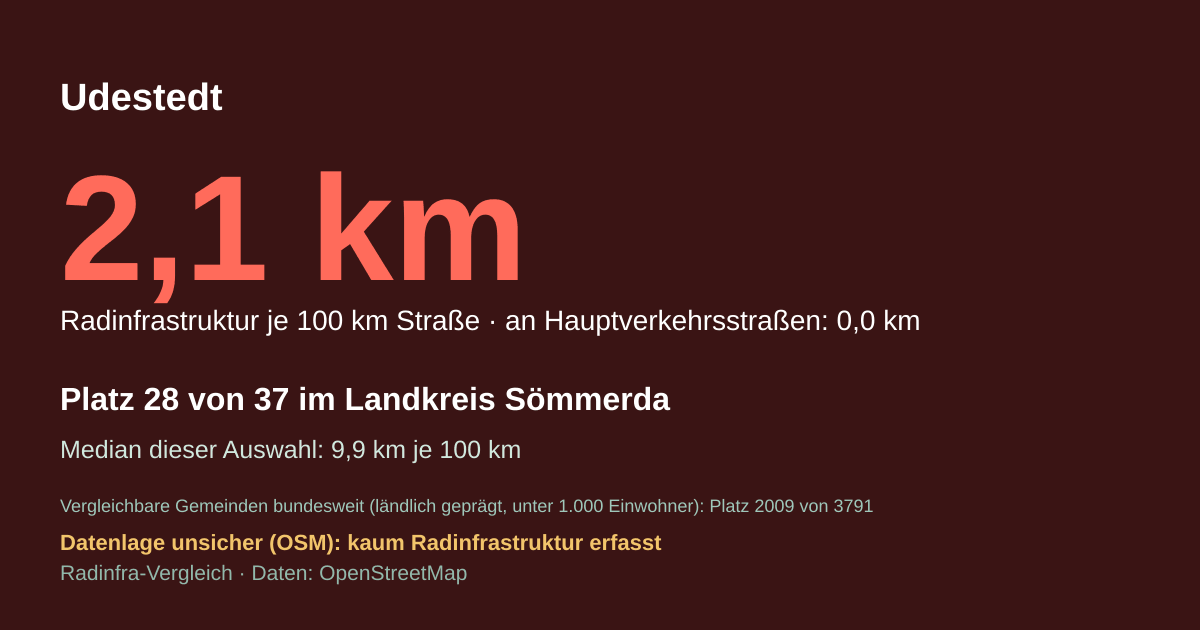 Udestedt
2,1 km
Radinfrastruktur je 100 km Straße · an Hauptverkehrsstraßen: 0,0 km
Platz 28 von 37 im Landkreis Sömmerda
Median dieser Auswahl: 9,9 km je 100 km
Vergleichbare Gemeinden bundesweit (ländlich geprägt, unter 1.000 Einwohner): Platz 2009 von 3791
Datenlage unsicher (OSM): kaum Radinfrastruktur erfasst
Radinfra-Vergleich · Daten: OpenStreetMap